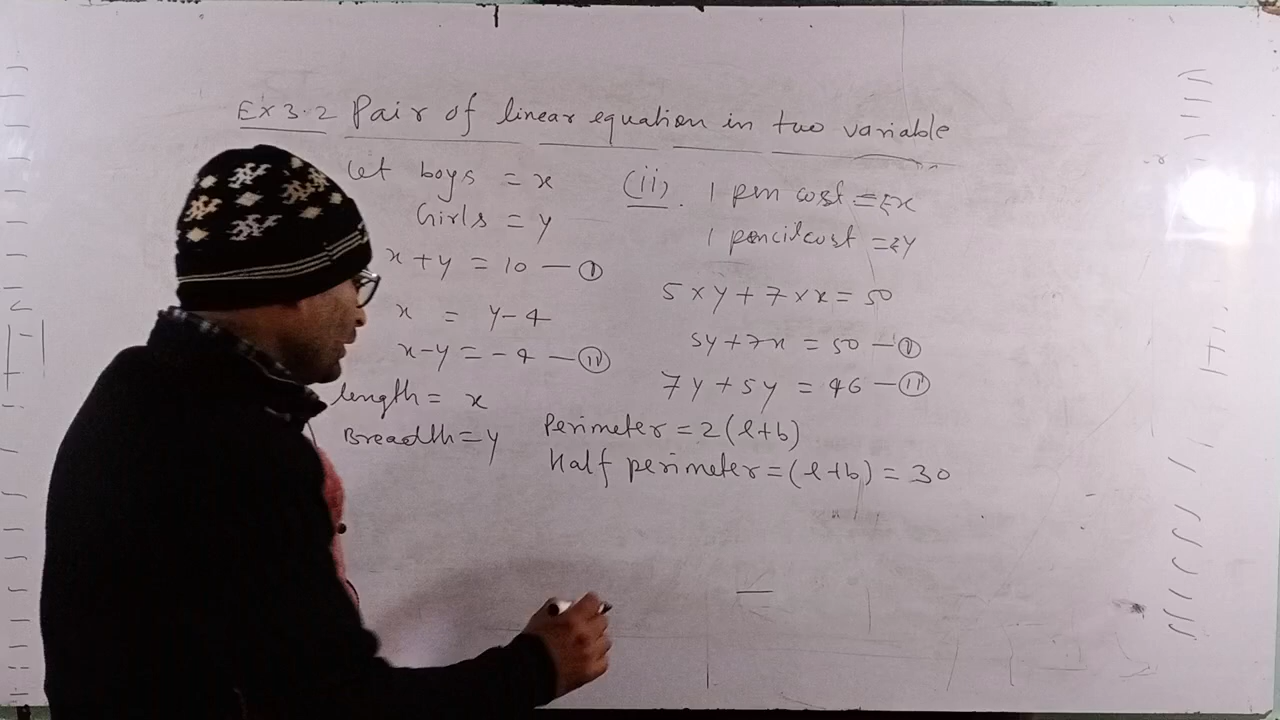 Ex 3.2 Pair of linear equation in two variable
Let boys = x
Girls = y
x + y = 10 — (I)
x = y - 4
x - y = -4 — (II)
length = x
Breadth = y
(ii). 1 pen cost = ₹x
1 pencil cost = ₹y
5 x y + 7 x x = 50
5y + 7x = 50 — (I)
7y + 5y = 46 — (II)
Perimeter = 2(l+b)
Half perimeter = (l+b) = 30